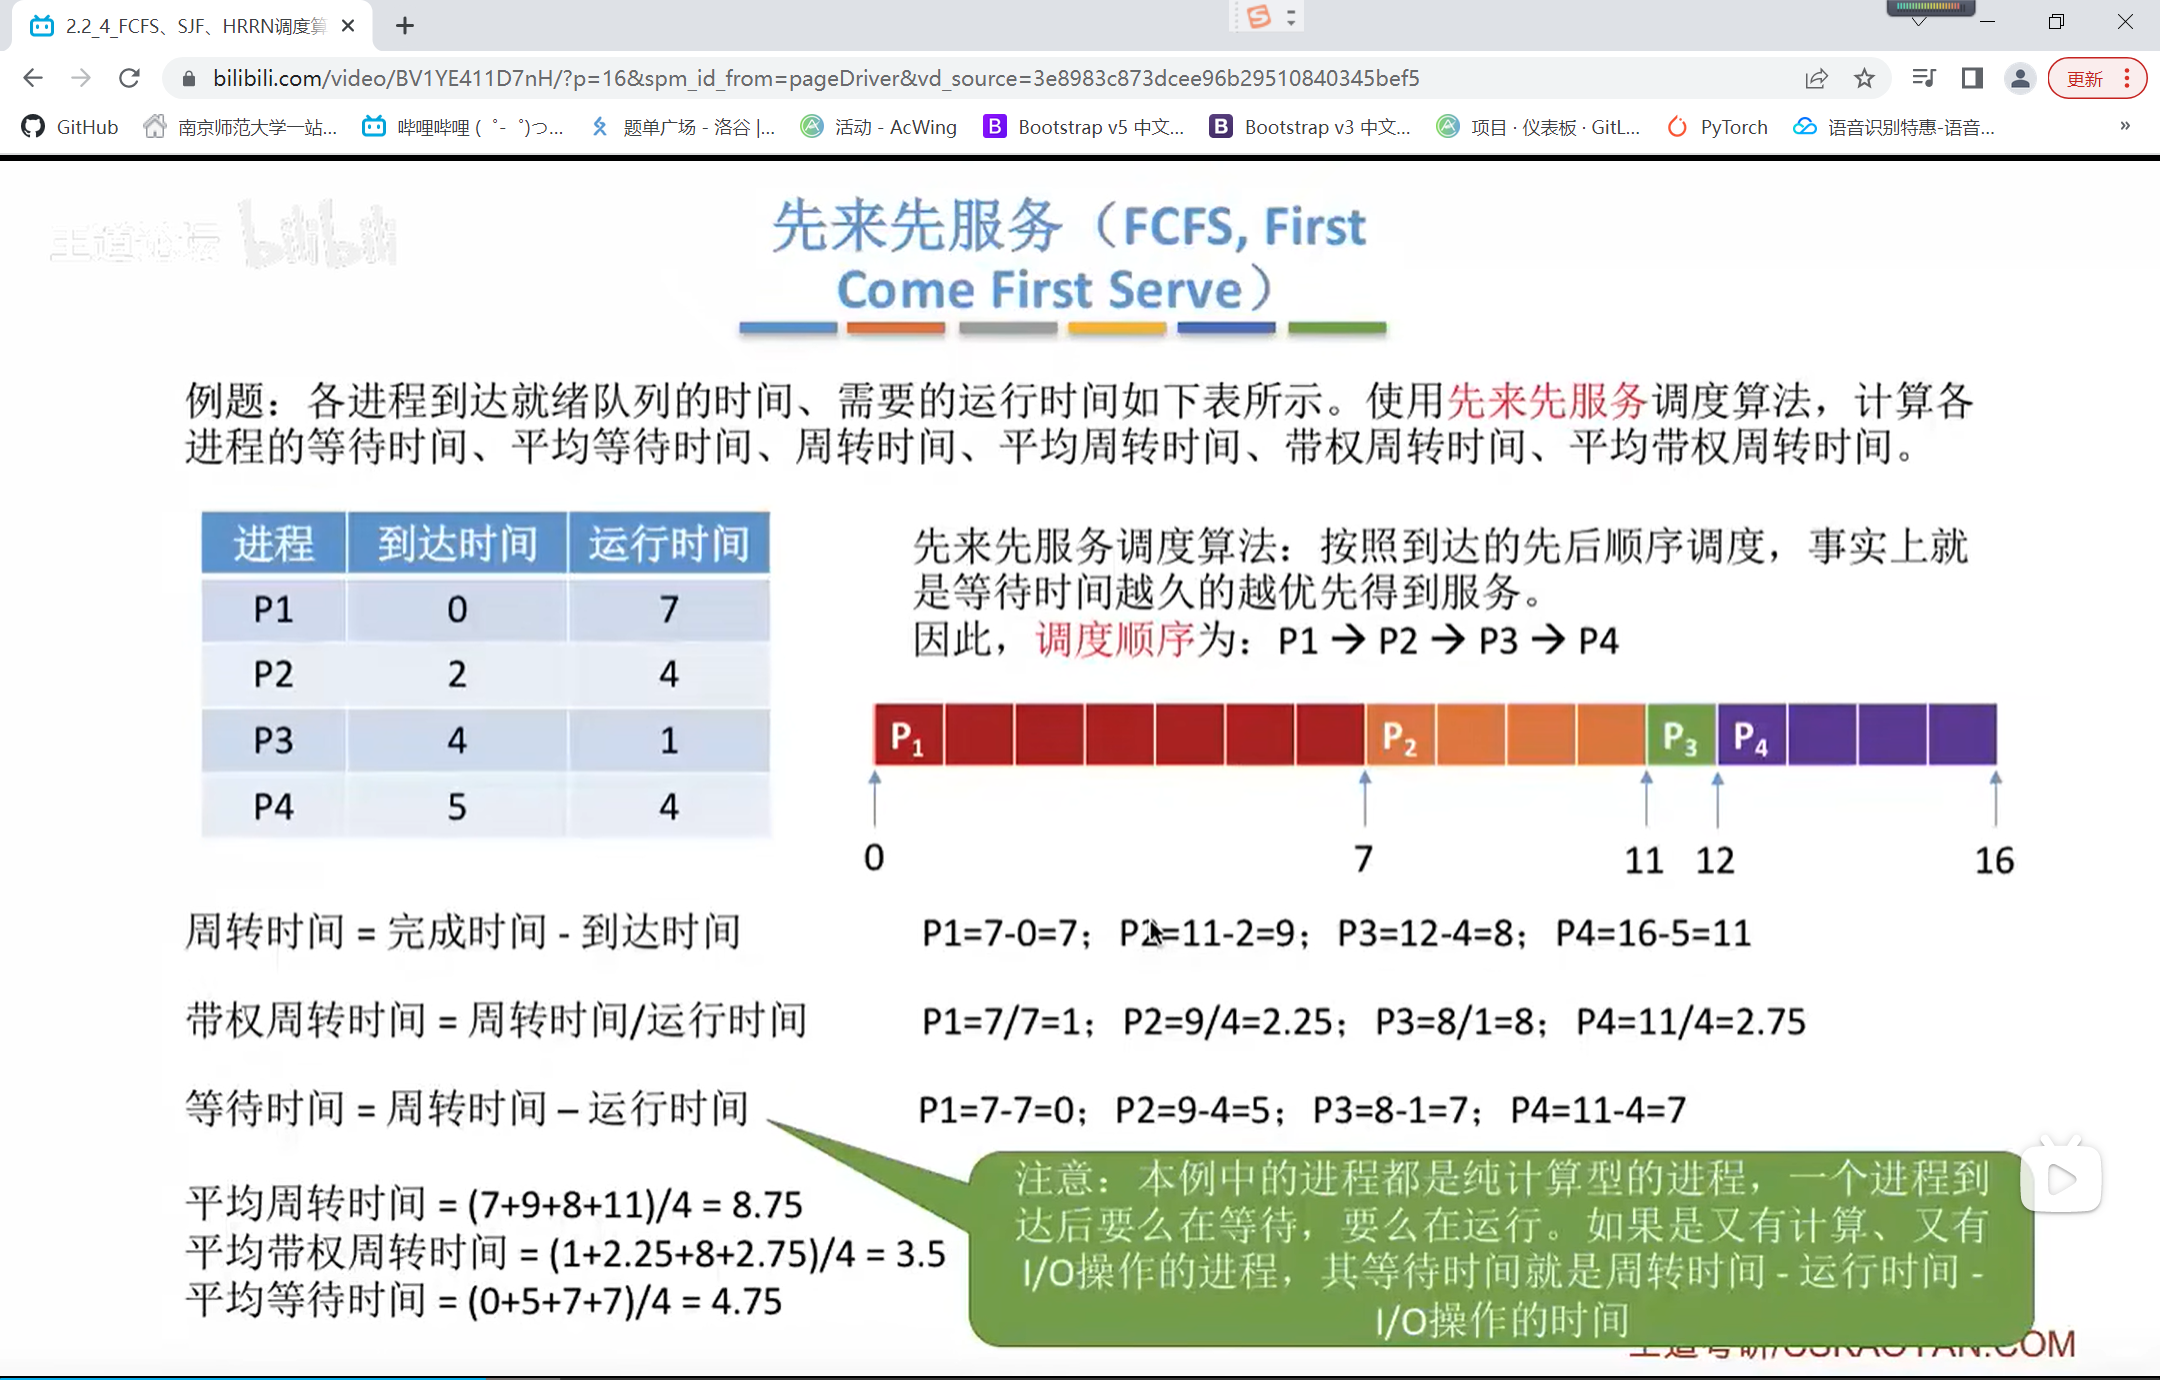 2.2_4_FCFS、SJF、HRRN调度算
bilibili.com/video/BV1YE411D7nH/?p=16&spm_id_from=pageDriver&vd_source=3e8983c873dcee96b29510840345bef5
更新
GitHub 南京师范大学一站... 哔哩哔哩 (゜-゜)つ... 题单广场 - 洛谷 |... 活动 - AcWing Bootstrap v5 中文... Bootstrap v3 中文... 项目 · 仪表板 · GitL... PyTorch 语音识别特惠-语音... »
王道论坛 bilibili
先来先服务（FCFS, First
Come First Serve）
例题：各进程到达就绪队列的时间、需要的运行时间如下表所示。使用先来先服务调度算法，计算各
进程的等待时间、平均等待时间、周转时间、平均周转时间、带权周转时间、平均带权周转时间。
进程 到达时间 运行时间
P1 0 7
P2 2 4
P3 4 1
P4 5 4
先来先服务调度算法：按照到达的先后顺序调度，事实上就
是等待时间越久的越优先得到服务。
因此，调度顺序为：P1 → P2 → P3 → P4
P1 P2 P3 P4
0 7 11 12 16
周转时间 = 完成时间 - 到达时间
P1=7-0=7；P2=11-2=9；P3=12-4=8；P4=16-5=11
带权周转时间 = 周转时间/运行时间
P1=7/7=1；P2=9/4=2.25；P3=8/1=8；P4=11/4=2.75
等待时间 = 周转时间 – 运行时间
P1=7-7=0；P2=9-4=5；P3=8-1=7；P4=11-4=7
平均周转时间 = (7+9+8+11)/4 = 8.75
平均带权周转时间 = (1+2.25+8+2.75)/4 = 3.5
平均等待时间 = (0+5+7+7)/4 = 4.75
注意：本例中的进程都是纯计算型的进程，一个进程到
达后要么在等待，要么在运行。如果是又有计算、又有
I/O操作的进程，其等待时间就是周转时间 - 运行时间 -
I/O操作的时间
王道考研/CSKAOYAN.COM